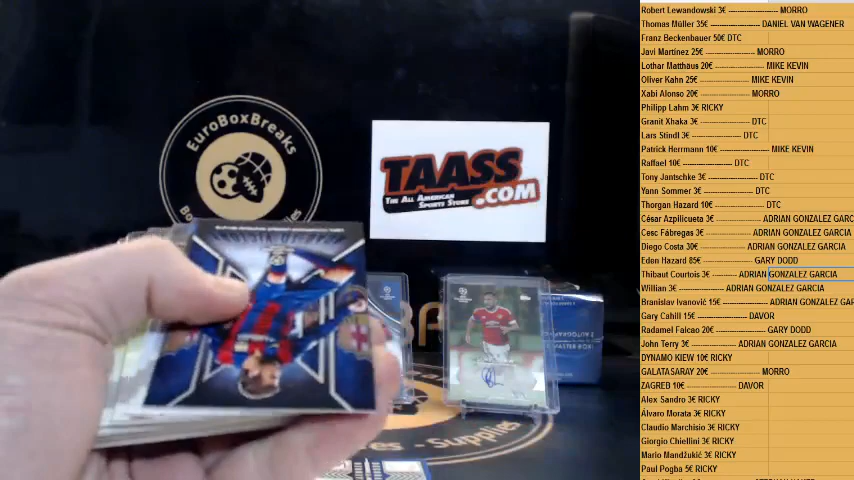 EuroBoxBreaks
TAASS
.COM
THE ALL AMERICAN
SPORTS STORE
Supplies
Robert Lewandowski 3€ ---------------------- MORRO
Thomas Müller 35€ ---------------------- DANIEL VAN WAGENER
Franz Beckenbauer 50€ DTC
Javi Martínez 25€ ---------------- MORRO
Lothar Matthäus 20€ --------------------- MIKE KEVIN
Oliver Kahn 25€ ---------------- MIKE KEVIN
Xabi Alonso 20€ --------------- MORRO
Philipp Lahm 3€ RICKY
Granit Xhaka 3€ ------------------ DTC
Lars Stindl 3€ ------------------ DTC
Patrick Herrmann 10€ ------------------ MIKE KEVIN
Raffael 10€ ------------------ DTC
Tony Jantschke 3€ ------------------ DTC
Yann Sommer 3€ ------------------ DTC
Thorgan Hazard 10€ ------------------ DTC
César Azpilicueta 3€ ---------------- ADRIAN GONZALEZ GARCIA
Cesc Fàbregas 3€ ---------------- ADRIAN GONZALEZ GARCIA
Diego Costa 30€ ---------------- ADRIAN GONZALEZ GARCIA
Eden Hazard 85€ ---------------- GARY DODD
Thibaut Courtois 3€ ---------------- ADRIAN GONZALEZ GARCIA
Willian 3€ ---------------- ADRIAN GONZALEZ GARCIA
Branislav Ivanović 15€ ---------------- ADRIAN GONZALEZ GAR
Gary Cahill 15€ ---------------- DAVOR
Radamel Falcao 20€ ---------------- GARY DODD
John Terry 3€ ---------------- ADRIAN GONZALEZ GARCIA
DYNAMO KIEW 10€ RICKY
GALATASARAY 20€ ---------------- MORRO
ZAGREB 10€ ---------------- DAVOR
Alex Sandro 3€ RICKY
Álvaro Morata 3€ RICKY
Claudio Marchisio 3€ RICKY
Giorgio Chiellini 3€ RICKY
Mario Mandžukić 3€ RICKY
Paul Pogba 5€ RICKY